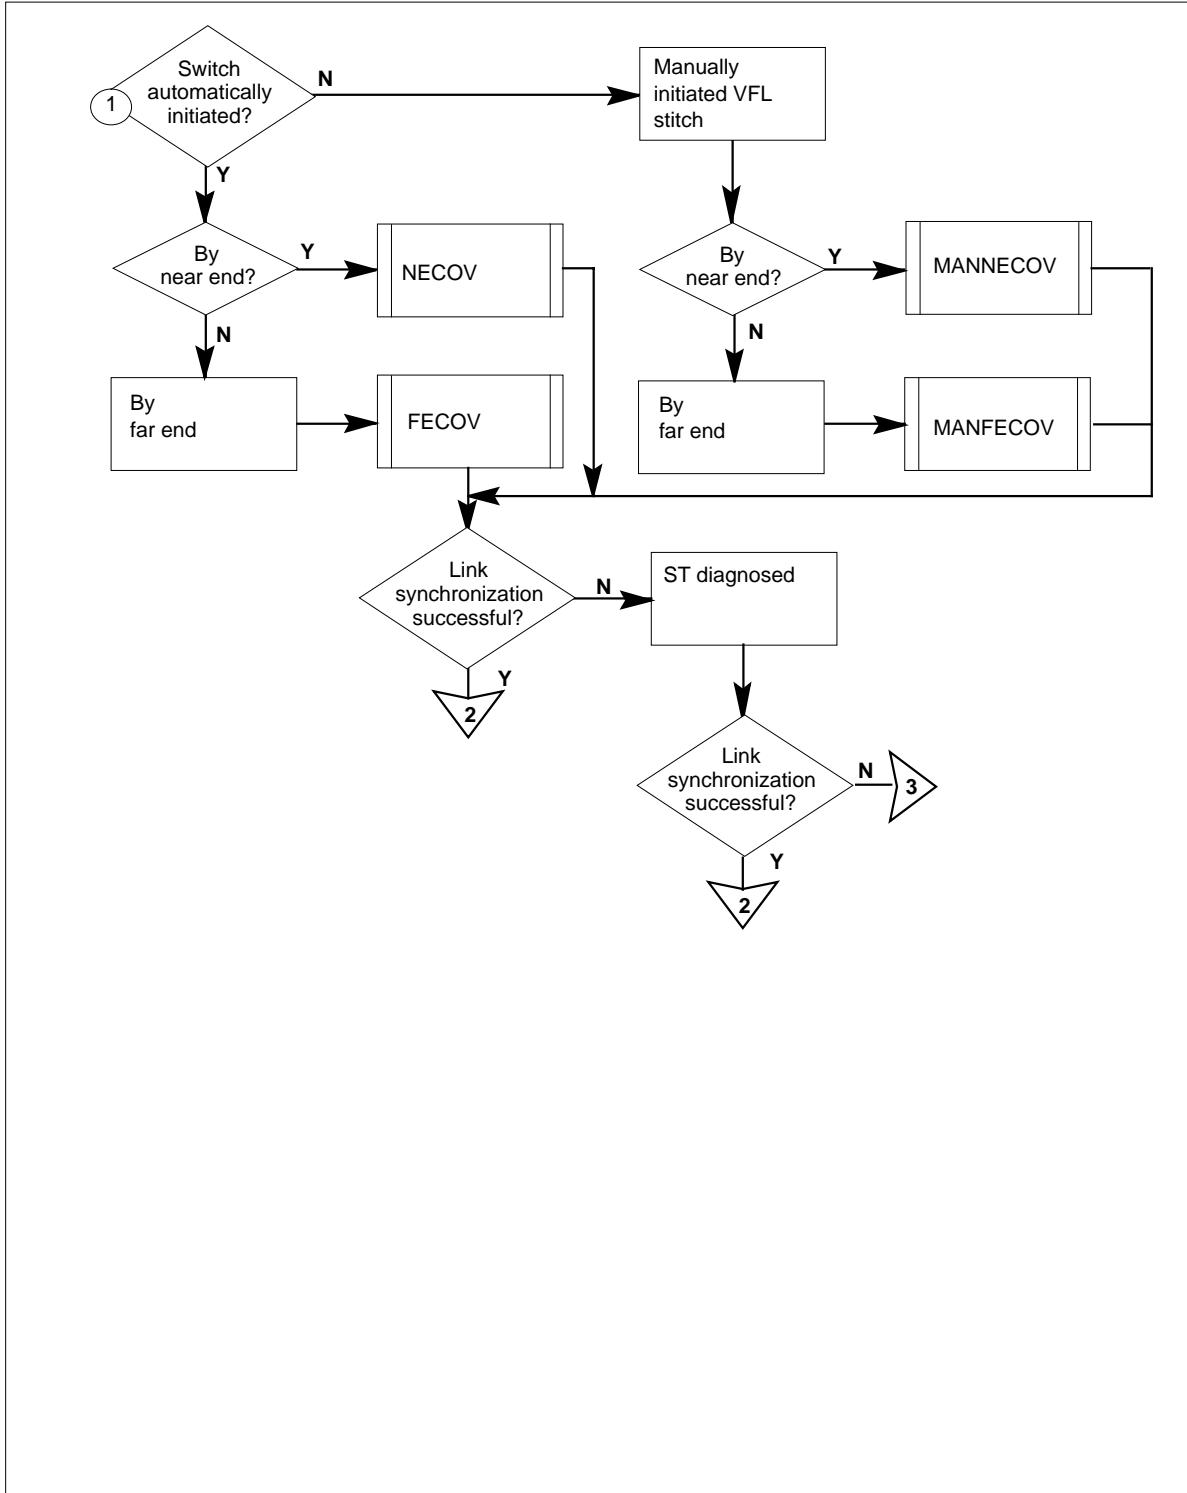 Switch
automatically
initiated?
1
N
Manually
initiated VFL
stitch
Y
By
near end?
Y
NECOV
By
near end?
Y
MANNECOV
N
N
By
far end
FECOV
By
far end
MANFECOV
Link
synchronization
successful?
N
ST diagnosed
Y
2
Link
synchronization
successful?
N
3
Y
2